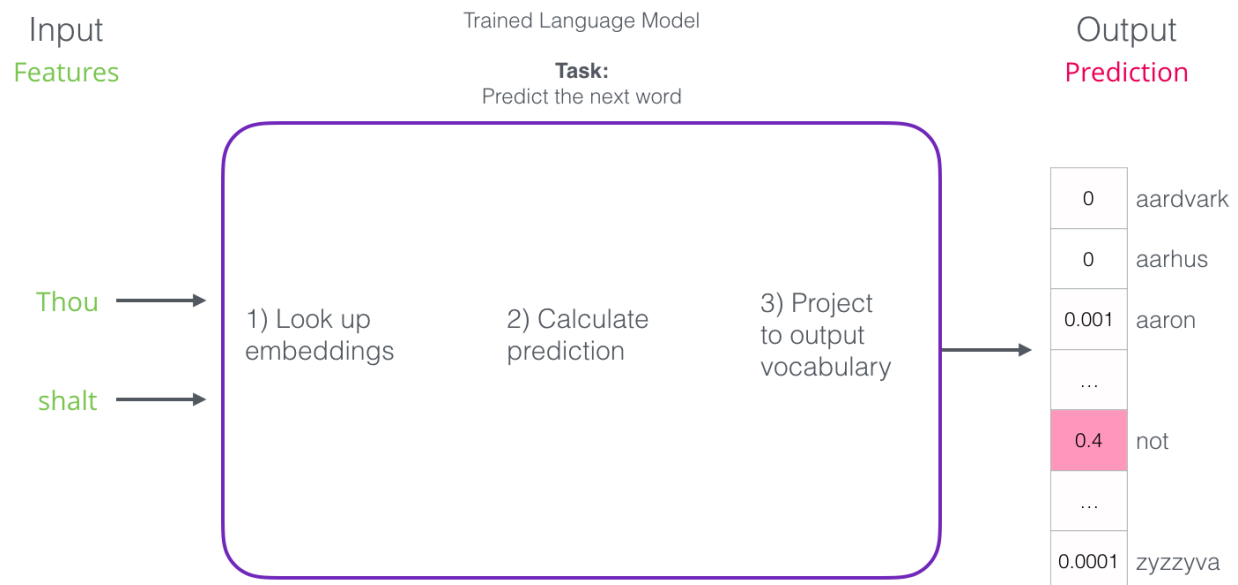 Input
Features
Trained Language Model
Task:
Predict the next word
Output
Prediction
Thou
shalt
1) Look up
embeddings
2) Calculate
prediction
3) Project
to output
vocabulary
0 aardvark
0 aarhus
0.001 aaron
...
0.4 not
...
0.0001 zyzzyva